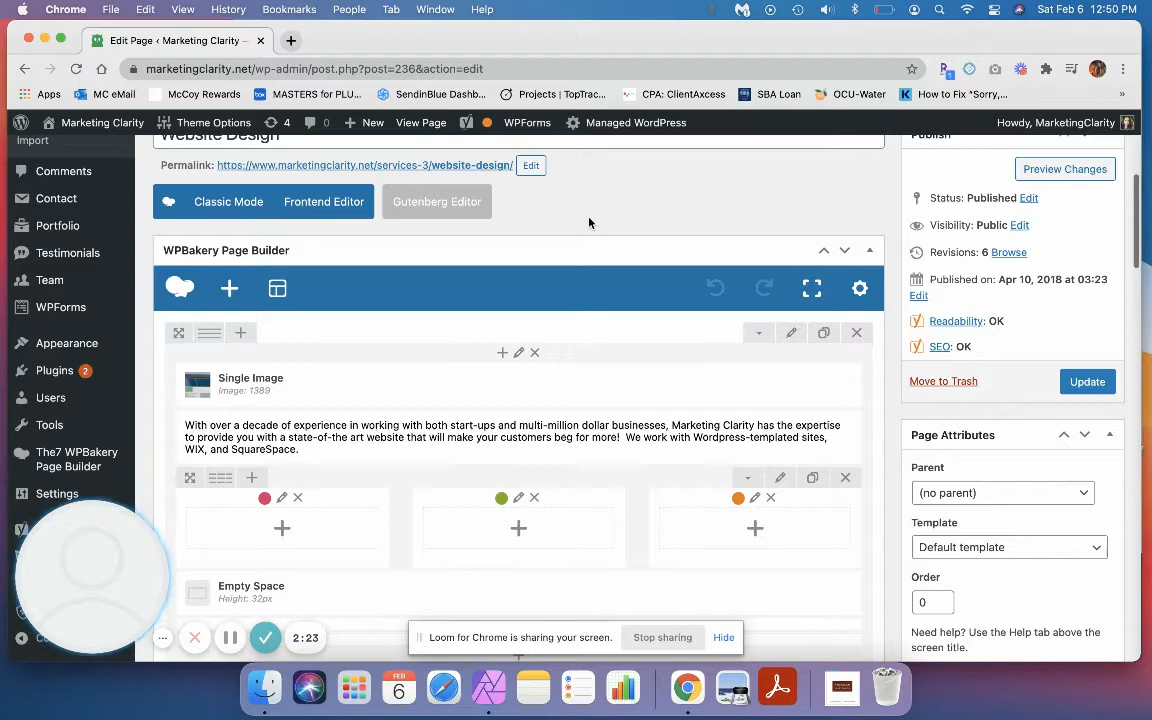 Chrome File Edit View History Bookmarks People Tab Window Help Sat Feb 6 12:50 PM
Edit Page ‹ Marketing Clarity —
marketingclarity.net/wp-admin/post.php?post=236&action=edit
Apps MC eMail McCoy Rewards MASTERS for PLU... SendinBlue Dashb... Projects | TopTrac... CPA: ClientAxcess SBA Loan OCU-Water How to Fix “Sorry,... »
Marketing Clarity Theme Options 4 0 New View Page WPForms Managed WordPress Howdy, MarketingClarity
Import
Comments
Contact
Portfolio
Testimonials
Team
WPForms
Appearance
Plugins 2
Users
Tools
The7 WPBakery
Page Builder
Settings
Website Design
Permalink: https://www.marketingclarity.net/services-3/website-design/ Edit
Classic Mode Frontend Editor Gutenberg Editor
WPBakery Page Builder
Single Image
Image: 1389
With over a decade of experience in working with both start-ups and multi-million dollar businesses, Marketing Clarity has the expertise
to provide you with a state-of-the art website that will make your customers beg for more! We work with Wordpress-templated sites,
WIX, and SquareSpace.
Empty Space
Height: 32px
Publish
Preview Changes
Status: Published Edit
Visibility: Public Edit
Revisions: 6 Browse
Published on: Apr 10, 2018 at 03:23
Edit
Readability: OK
SEO: OK
Move to Trash Update
Page Attributes
Parent
(no parent)
Template
Default template
Order
0
Need help? Use the Help tab above the
screen title.
2:23
Loom for Chrome is sharing your screen. Stop sharing Hide
FEB
6